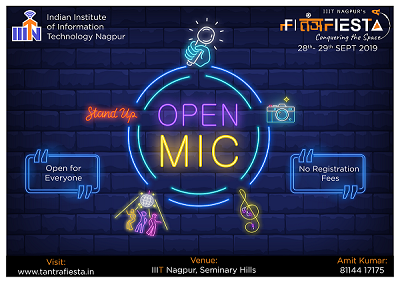 Indian Institute
of Information
Technology Nagpur
IIIT NAGPUR'S
FIतंत्रFIESTA
Conquering the Space
28th- 29th SEPT 2019
Stand Up
OPEN
MIC
Open for
Everyone
No Registration
Fees
Visit:
www.tantrafiesta.in
Venue:
IIIT Nagpur, Seminary Hills
Amit Kumar:
81144 17175